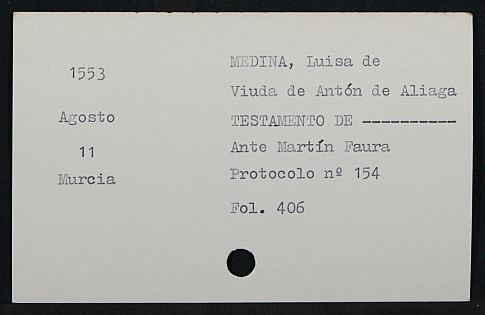 1553
Agosto
11
Murcia
MEDINA, Luisa de
Viuda de Antón de Aliaga
TESTAMENTO DE ----------
Ante Martín Faura
Protocolo nº 154
Fol. 406